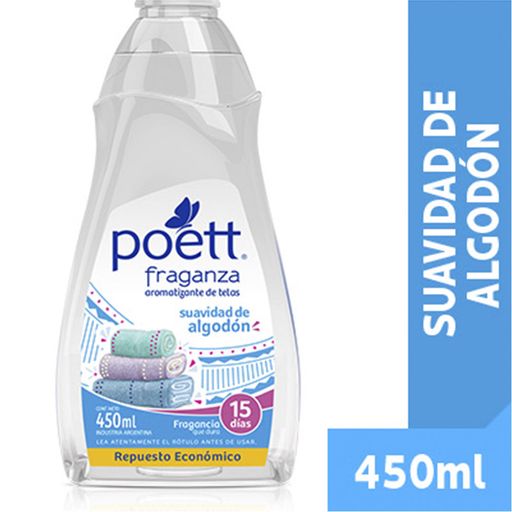 poett®
fraganza
aromatizante de telas
suavidad de
algodón
CONT. NETO
450ml
INDUSTRIA ARGENTINA
Fragancia
que dura
15
días
LEA ATENTAMENTE EL RÓTULO ANTES DE USAR.
Repuesto Económico
SUAVIDAD DE
ALGODÓN
450ml